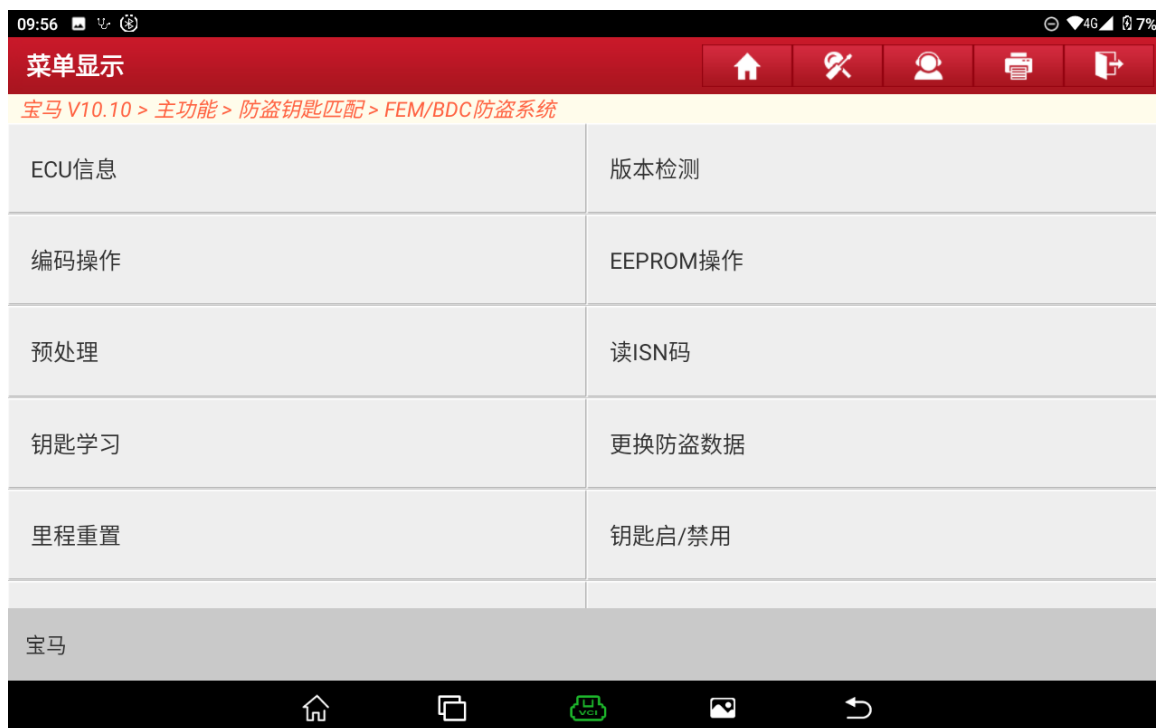 09:56 4G 7%
菜单显示
宝马 V10.10 > 主功能 > 防盗钥匙匹配 > FEM/BDC防盗系统
ECU信息 版本检测
编码操作 EEPROM操作
预处理 读ISN码
钥匙学习 更换防盗数据
里程重置 钥匙启/禁用
宝马
VCI